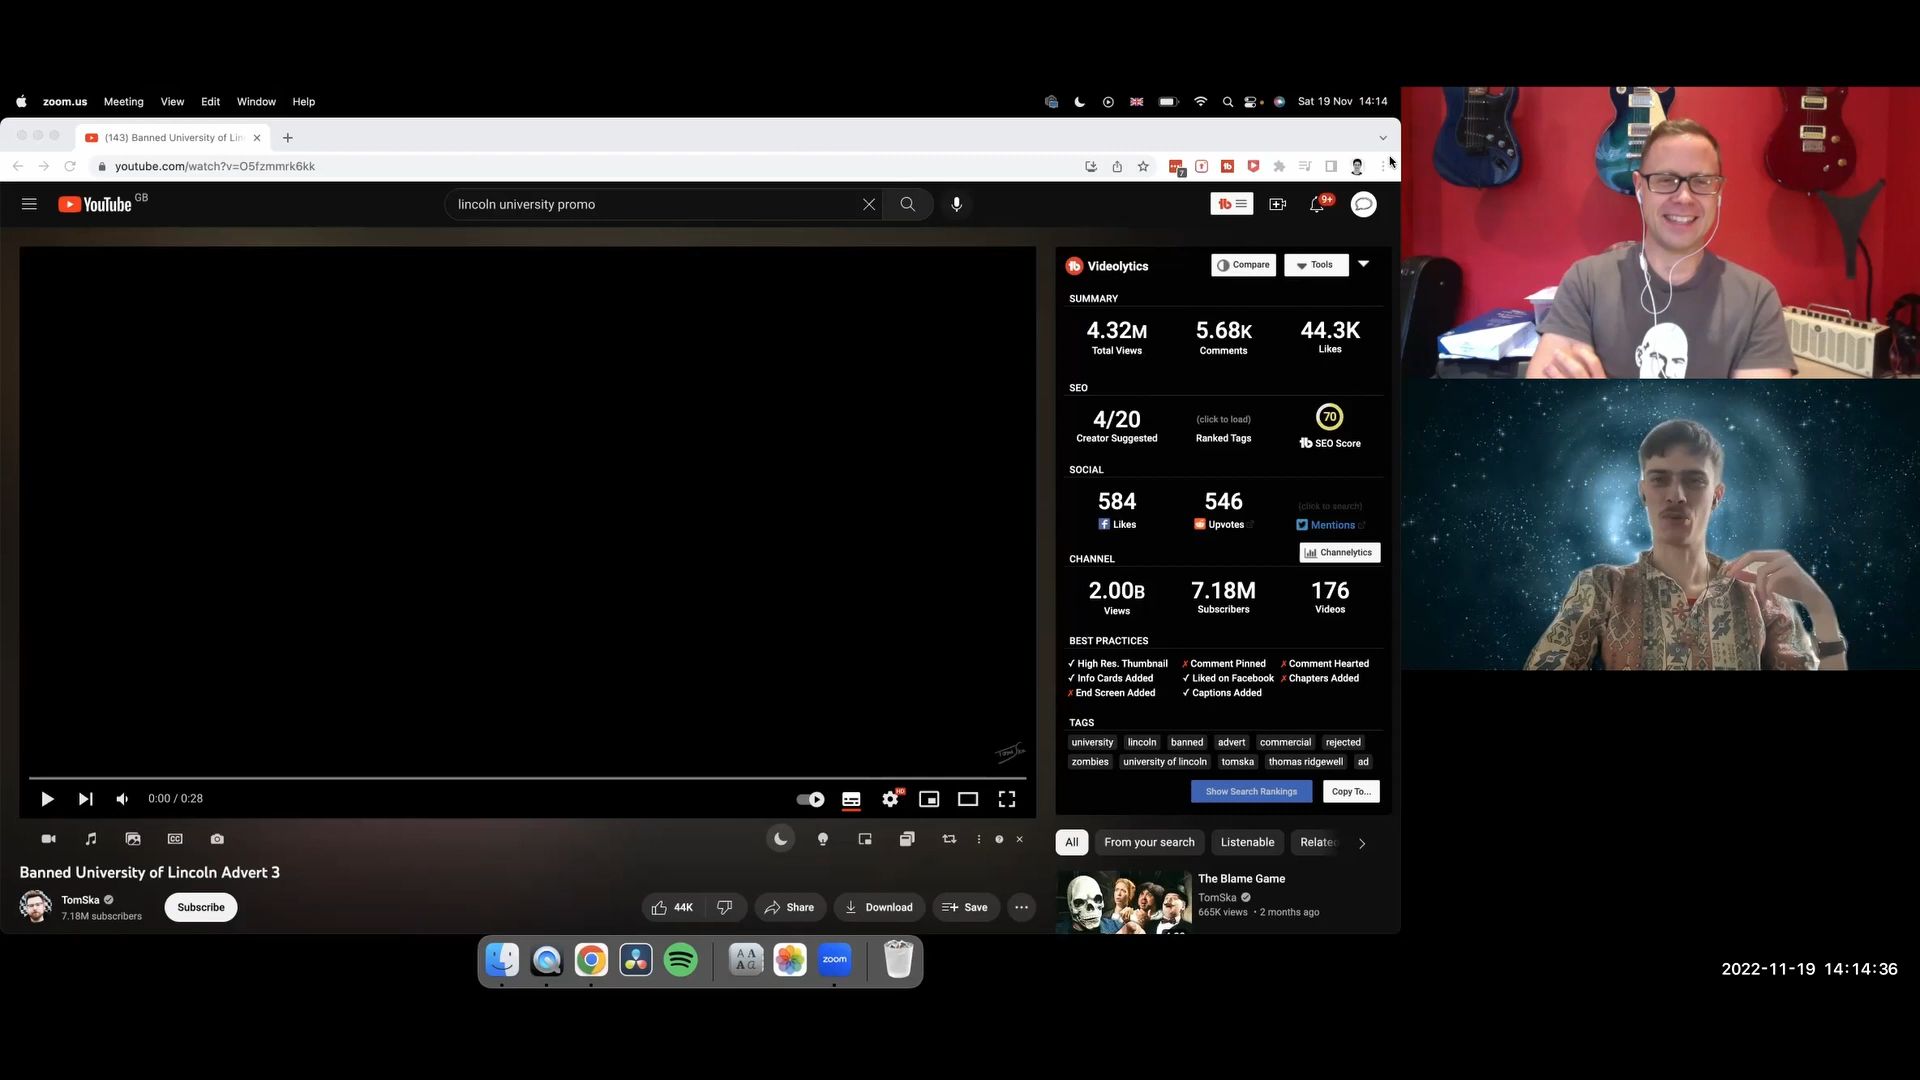 zoom.us Meeting View Edit Window Help
Sat 19 Nov 14:14
(143) Banned University of Lin
youtube.com/watch?v=O5fzmmrk6kk
7
YouTube GB
lincoln university promo
tb
9+
tb Videolytics
Compare
Tools
SUMMARY
4.32M
5.68K
44.3K
Total Views
Comments
Likes
SEO
4/20
(click to load)
70
Creator Suggested
Ranked Tags
tb SEO Score
SOCIAL
584
546
(click to search)
Likes
Upvotes
Mentions
Channelytics
CHANNEL
2.00B
7.18M
176
Views
Subscribers
Videos
BEST PRACTICES
✓ High Res. Thumbnail
✗ Comment Pinned
✗ Comment Hearted
✓ Info Cards Added
✓ Liked on Facebook
✗ Chapters Added
✗ End Screen Added
✓ Captions Added
TAGS
university lincoln banned advert commercial rejected
zombies university of lincoln tomska thomas ridgewell ad
Show Search Rankings
Copy To...
TomSka
0:00 / 0:28
HD
CC
Banned University of Lincoln Advert 3
TomSka
7.18M subscribers
Subscribe
44K
Share
Download
Save
All
From your search
Listenable
Relate
The Blame Game
TomSka
665K views • 2 months ago
zoom
2022-11-19 14:14:36